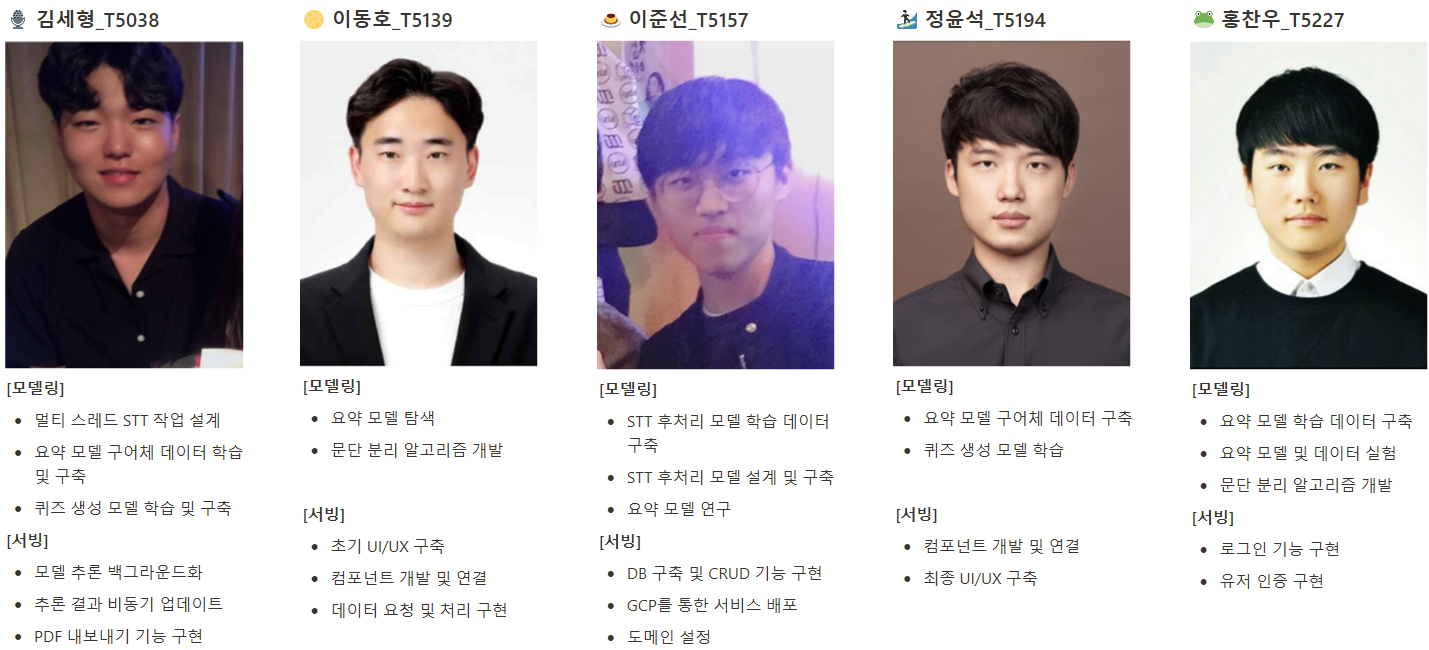 김세형_T5038
[모델링]
멀티 스레드 STT 작업 설계
요약 모델 구어체 데이터 학습
및 구축
퀴즈 생성 모델 학습 및 구축
[서빙]
모델 추론 백그라운드화
추론 결과 비동기 업데이트
PDF 내보내기 기능 구현
이동호_T5139
[모델링]
요약 모델 탐색
문단 분리 알고리즘 개발
[서빙]
초기 UI/UX 구축
컴포넌트 개발 및 연결
데이터 요청 및 처리 구현
이준선_T5157
[모델링]
STT 후처리 모델 학습 데이터
구축
STT 후처리 모델 설계 및 구축
요약 모델 연구
[서빙]
DB 구축 및 CRUD 기능 구현
GCP를 통한 서비스 배포
도메인 설정
정윤석_T5194
[모델링]
요약 모델 구어체 데이터 구축
퀴즈 생성 모델 학습
[서빙]
컴포넌트 개발 및 연결
최종 UI/UX 구축
홍찬우_T5227
[모델링]
요약 모델 학습 데이터 구축
요약 모델 및 데이터 실험
문단 분리 알고리즘 개발
[서빙]
로그인 기능 구현
유저 인증 구현